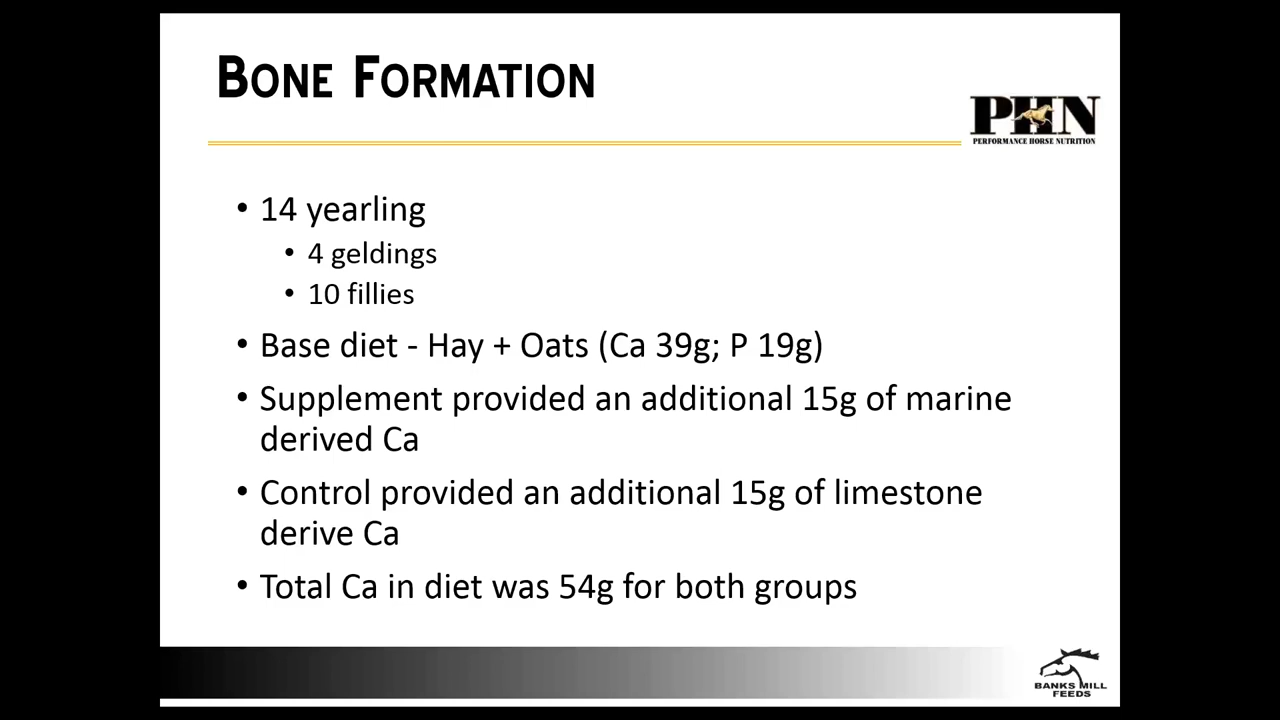 BONE FORMATION
PHN
PERFORMANCE HORSE NUTRITION
• 14 yearling
• 4 geldings
• 10 fillies
• Base diet - Hay + Oats (Ca 39g; P 19g)
• Supplement provided an additional 15g of marine
derived Ca
• Control provided an additional 15g of limestone
derive Ca
• Total Ca in diet was 54g for both groups
BANKS MILL
FEEDS